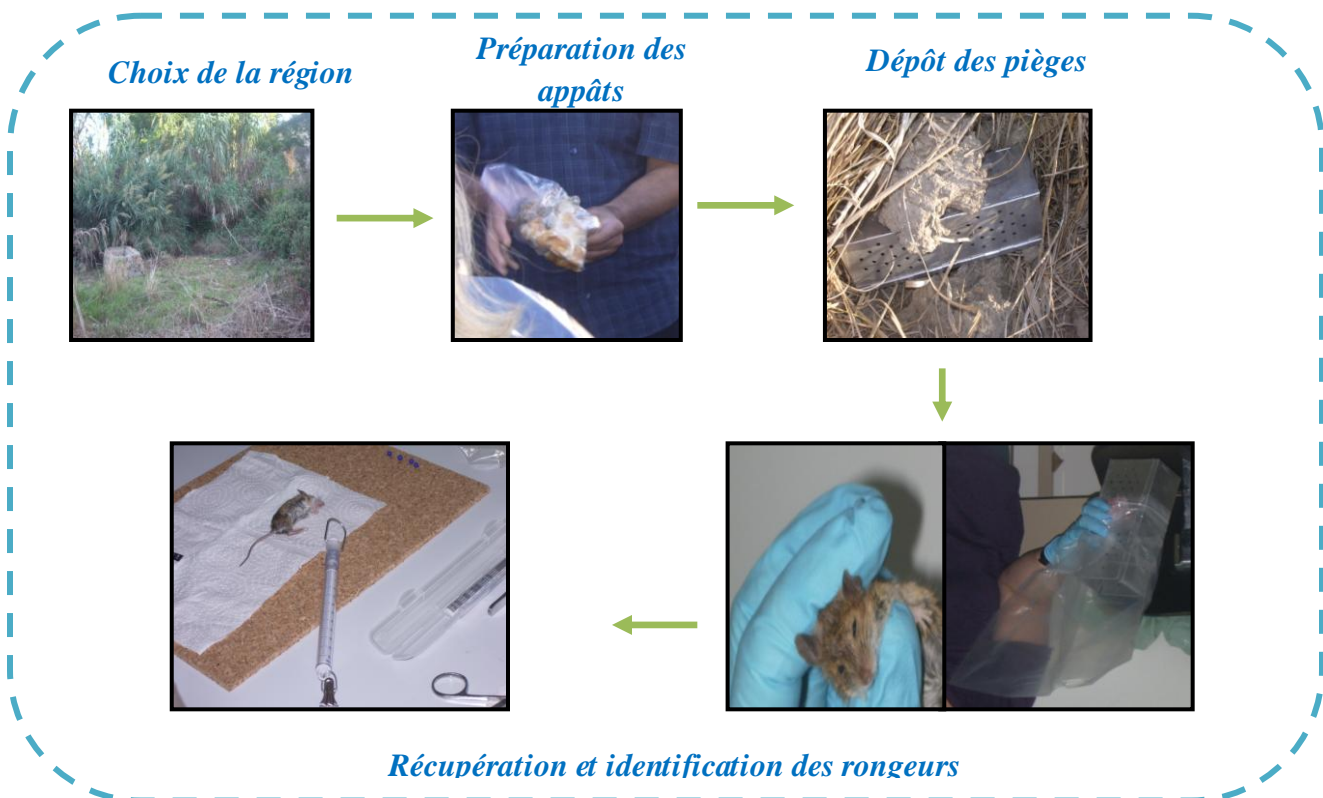 Choix de la région
Préparation des
appâts
Dépôt des pièges
Récupération et identification des rongeurs